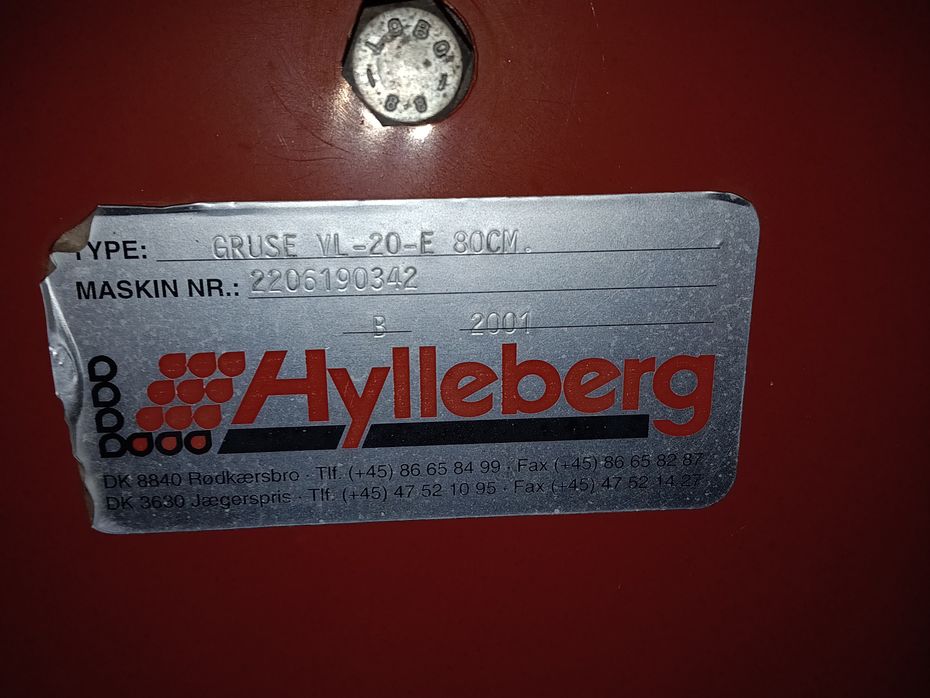 1980
8.8
TYPE: GRUSE VL-20-E 80CM.
MASKIN NR.: 2206190342
B 2001
Hylleberg
DK 8840 Rødkærsbro · Tlf. (+45) 86 65 84 99 · Fax (+45) 86 65 82 87
DK 3630 Jægerspris · Tlf. (+45) 47 52 10 95 · Fax (+45) 47 52 14 27